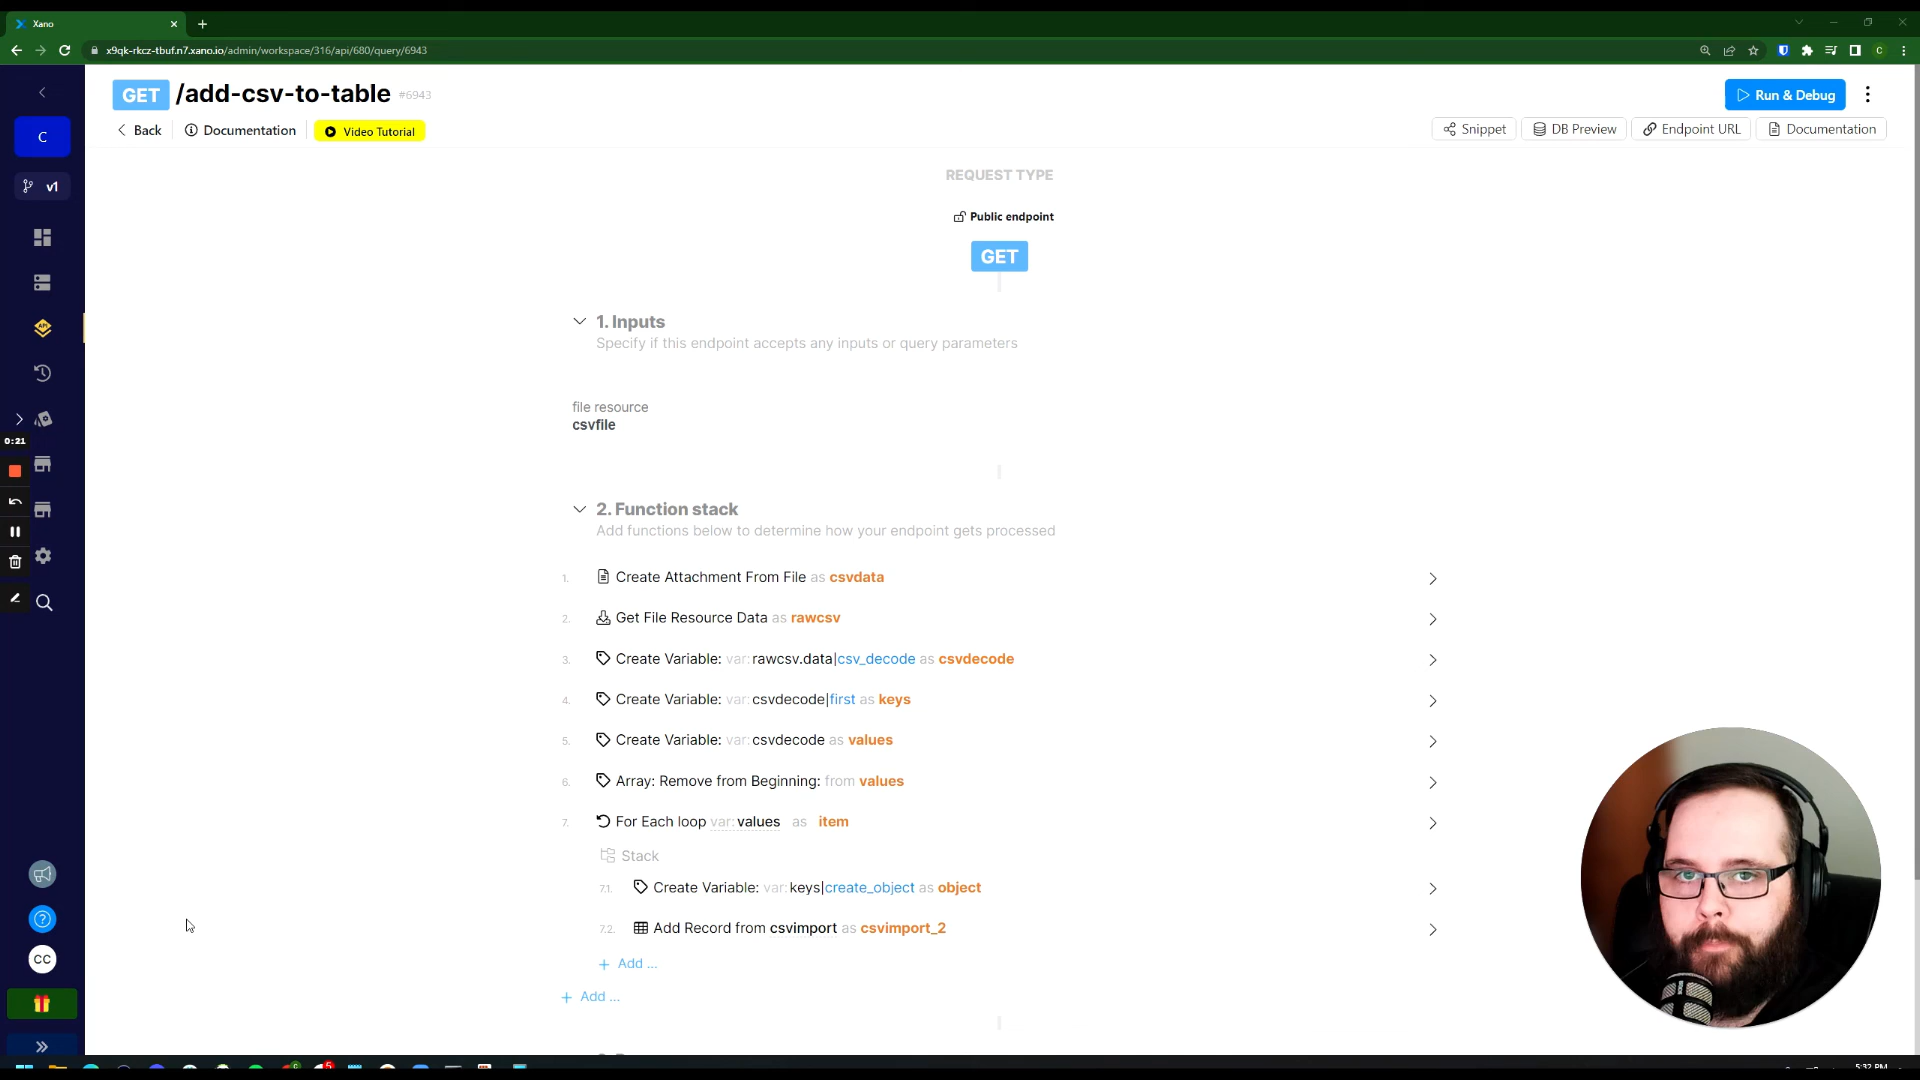 Xano
x9qk-rkcz-tbuf.n7.xano.io/admin/workspace/316/api/680/query/6943
C
C
v1
GET /add-csv-to-table #6943
Run & Debug
Back
Documentation
Video Tutorial
Snippet
DB Preview
Endpoint URL
Documentation
REQUEST TYPE
Public endpoint
GET
1. Inputs
Specify if this endpoint accepts any inputs or query parameters
file resource
csvfile
0:21
2. Function stack
Add functions below to determine how your endpoint gets processed
1. Create Attachment From File as csvdata
2. Get File Resource Data as rawcsv
3. Create Variable: var: rawcsv.data|csv_decode as csvdecode
4. Create Variable: var: csvdecode|first as keys
5. Create Variable: var: csvdecode as values
6. Array: Remove from Beginning: from values
7. For Each loop var: values as item
Stack
7.1. Create Variable: var: keys|create_object as object
7.2. Add Record from csvimport as csvimport_2
+ Add ...
+ Add ...
CC
5:32 PM